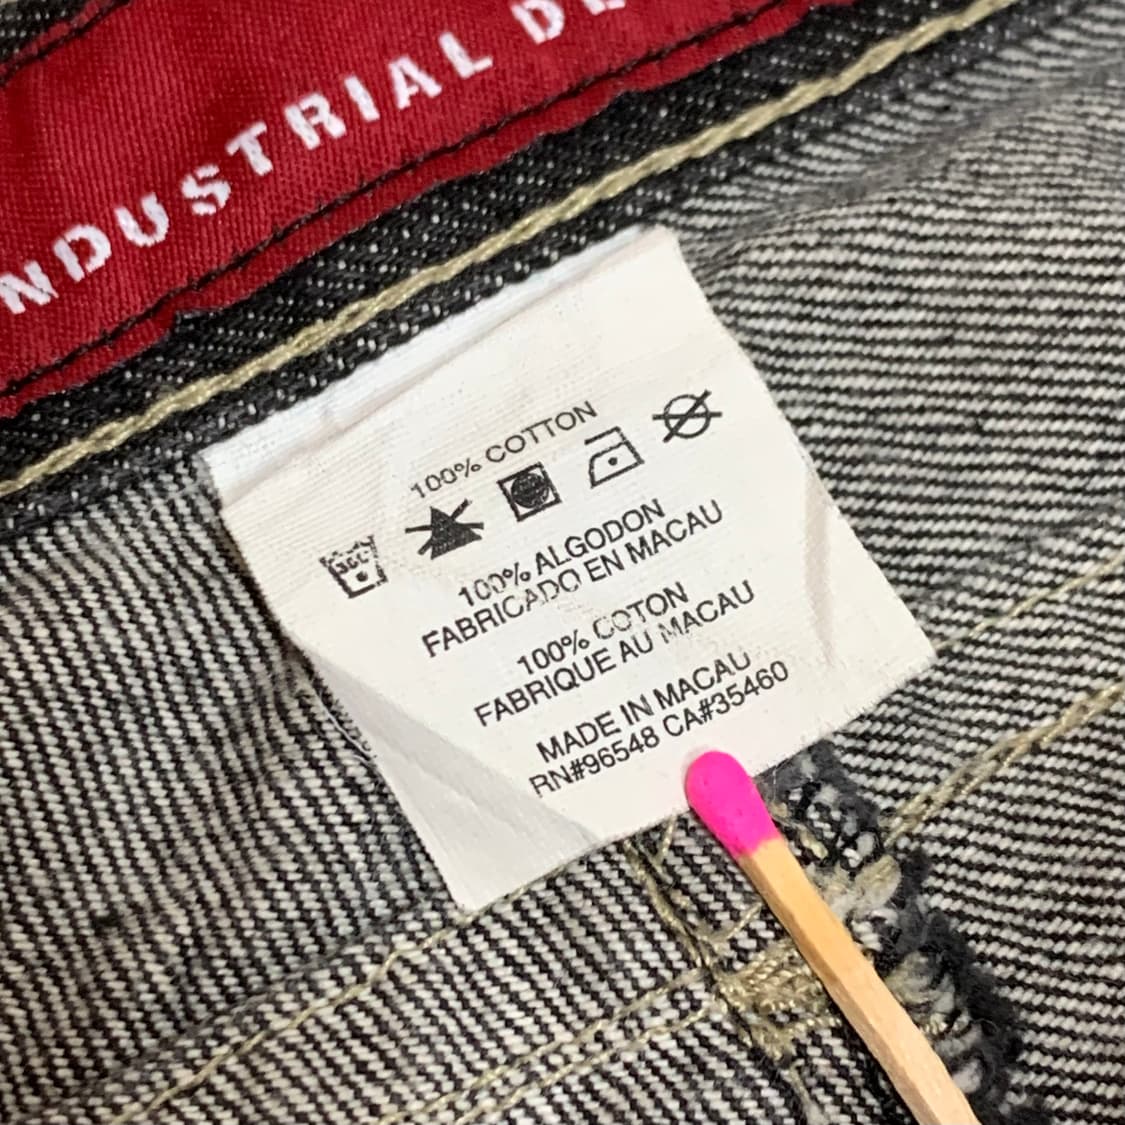 NDUSTRIAL DE
100% COTTON
100% ALGODON
FABRICADO EN MACAU
100% COTON
FABRIQUE AU MACAU
MADE IN MACAU
RN#96548 CA#35460